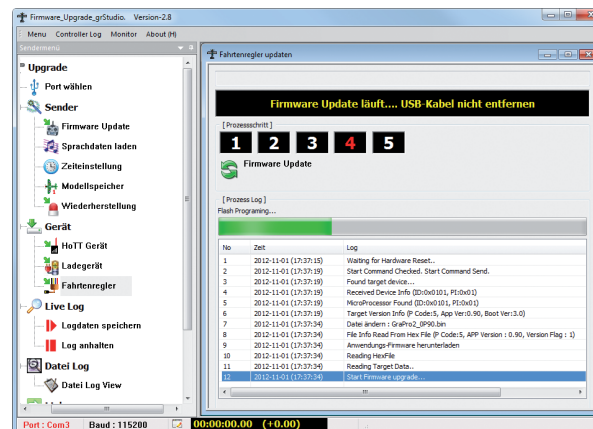 Firmware_Upgrade_grStudio. Version-2.8
Menu Controller Log Monitor About (H)
Sendermenü
Upgrade
Port wählen
Sender
Firmware Update
Sprachdaten laden
Zeiteinstellung
Modellspeicher
Wiederherstellung
Gerät
HoTT Gerät
Ladegerät
Fahrtenregler
Live Log
Logdaten speichern
Log anhalten
Datei Log
Datei Log View
Port : Com3 Baud : 115200 00:00:00.00 (+0.00)
Fahrtenregler updaten
Firmware Update läuft.... USB-Kabel nicht entfernen
[ Prozessschritt ]
1 2 3 4 5
Firmware Update
[ Prozess Log ]
Flash Programing...
No Zeit Log
1 2012-11-01 (17:37:15) Waiting for Hardware Reset..
2 2012-11-01 (17:37:19) Start Command Checked. Start Command Send.
3 2012-11-01 (17:37:19) Found target device...
4 2012-11-01 (17:37:19) Received Device Info (ID:0x0101, PI:0x01)
5 2012-11-01 (17:37:19) MicroProcessor Found (ID:0x0101, PI:0x01)
6 2012-11-01 (17:37:19) Target Version Info (P Code:5, App Ver:0.90, Boot Ver:3.0)
7 2012-11-01 (17:37:34) Datei ändern : GraPro2_0P90.bin
8 2012-11-01 (17:37:34) File Info Read From Hex File (P Code:5, APP Version : 0.90, Version Flag : 1)
9 2012-11-01 (17:37:34) Anwendungs-Firmware herunterladen
10 2012-11-01 (17:37:34) Reading HexFile
11 2012-11-01 (17:37:34) Reading Target Data..
12 2012-11-01 (17:37:34) Start Firmware upgrade...